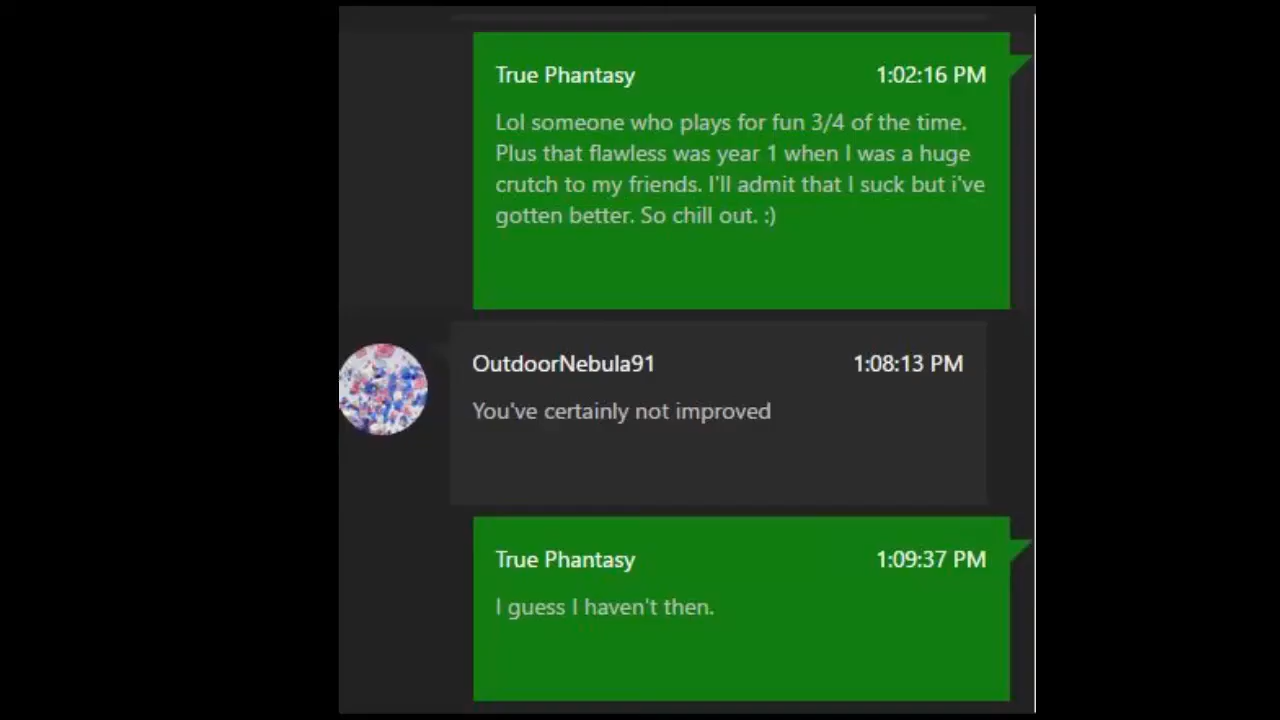 True Phantasy 1:02:16 PM
Lol someone who plays for fun 3/4 of the time.
Plus that flawless was year 1 when I was a huge
crutch to my friends. I'll admit that I suck but i've
gotten better. So chill out. :)
OutdoorNebula91 1:08:13 PM
You've certainly not improved
True Phantasy 1:09:37 PM
I guess I haven't then.